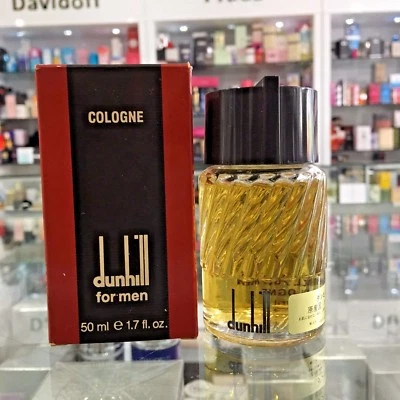 Davidoff
COLOGNE
dunhill
for men
50 ml e 1.7 fl. oz.
dunhill